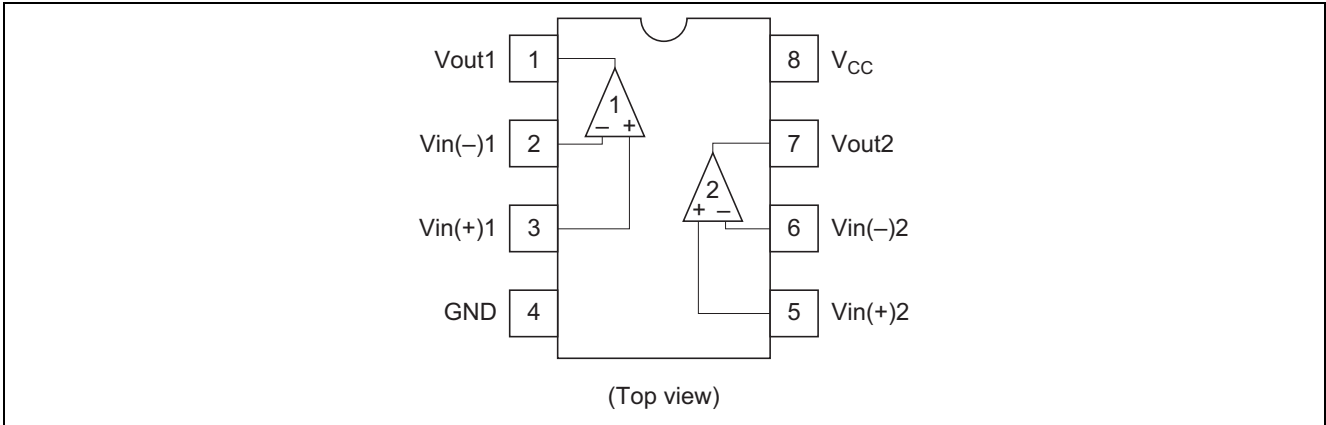 Vout1 1
Vin(–)1 2
Vin(+)1 3
GND 4
1
– +
2
+ –
8 VCC
7 Vout2
6 Vin(–)2
5 Vin(+)2
(Top view)